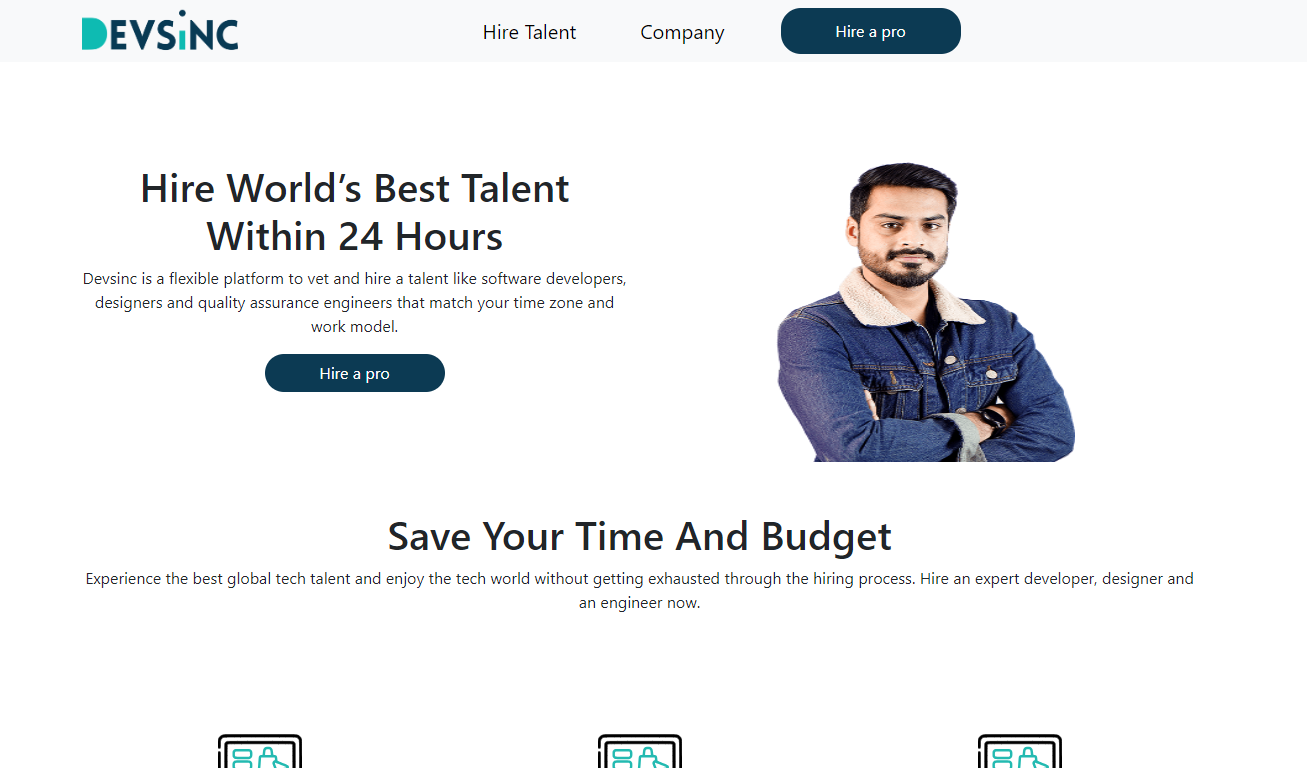 DEVSiNC
Hire Talent
Company
Hire a pro
Hire World’s Best Talent
Within 24 Hours
Devsinc is a flexible platform to vet and hire a talent like software developers,
designers and quality assurance engineers that match your time zone and
work model.
Hire a pro
Save Your Time And Budget
Experience the best global tech talent and enjoy the tech world without getting exhausted through the hiring process. Hire an expert developer, designer and
an engineer now.